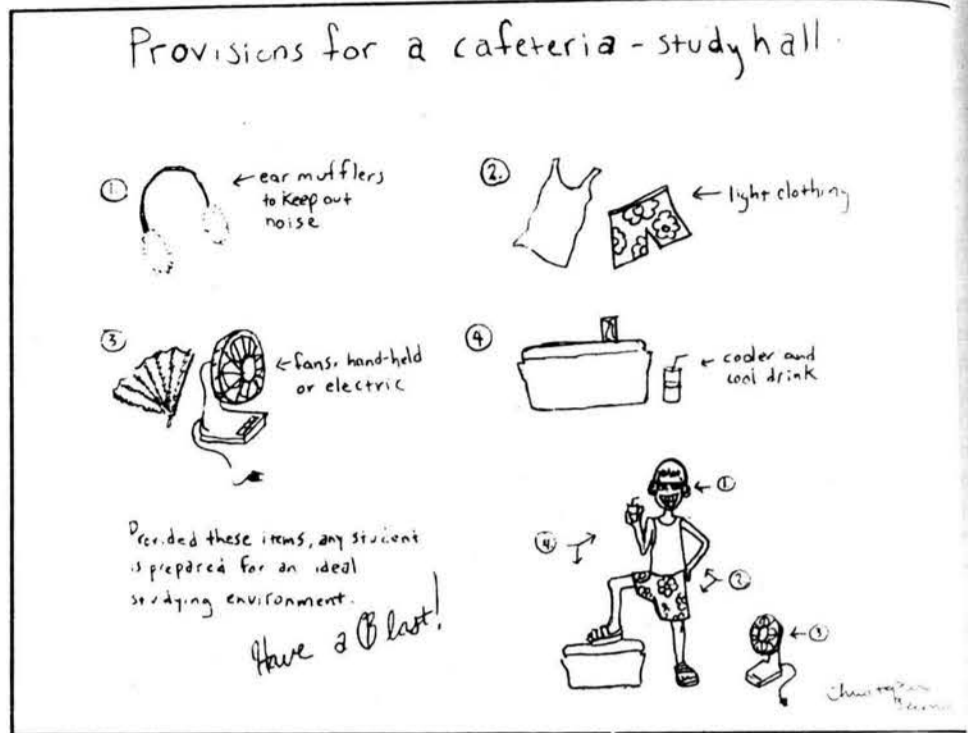 Provisions for a cafeteria - study hall.
1.
ear mufflers
to keep out
noise
2.
light clothing
3
fans, hand-held
or electric
4
cooler and
cool drink
Provided these items, any student
is prepared for an ideal
studying environment.
Have a Blast!
1
4
2
3